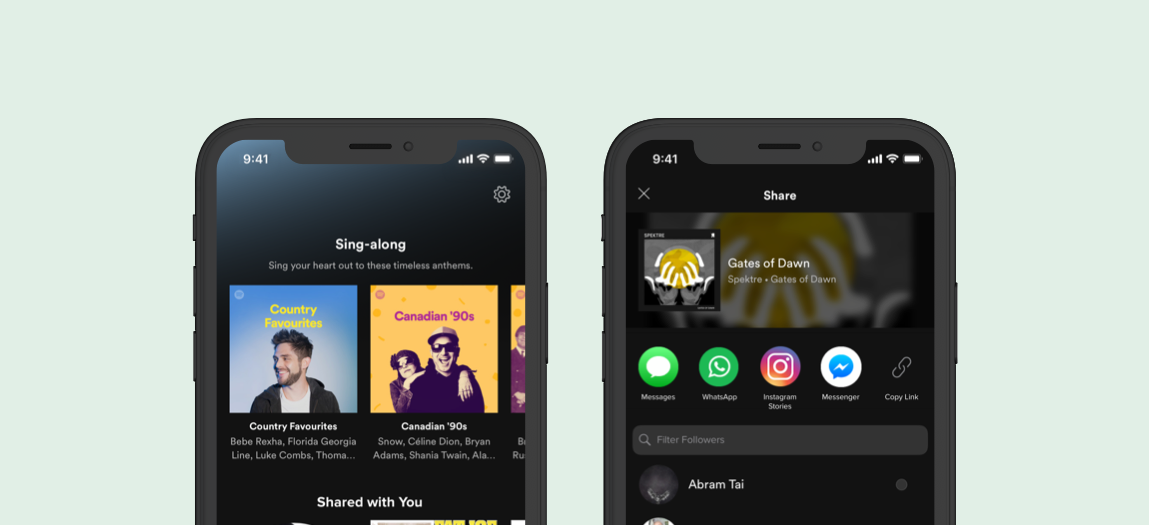 9:41
Sing-along
Sing your heart out to these timeless anthems.
Country
Favourites
Canadian '90s
Country Favourites
Bebe Rexha, Florida Georgia
Line, Luke Combs, Thoma...
Canadian '90s
Snow, Céline Dion, Bryan
Adams, Shania Twain, Ala...
Shared with You
9:41
Share
SPEKTRE
Gates of Dawn
Spektre • Gates of Dawn
Messages
WhatsApp
Instagram
Stories
Messenger
Copy Link
Filter Followers
Abram Tai